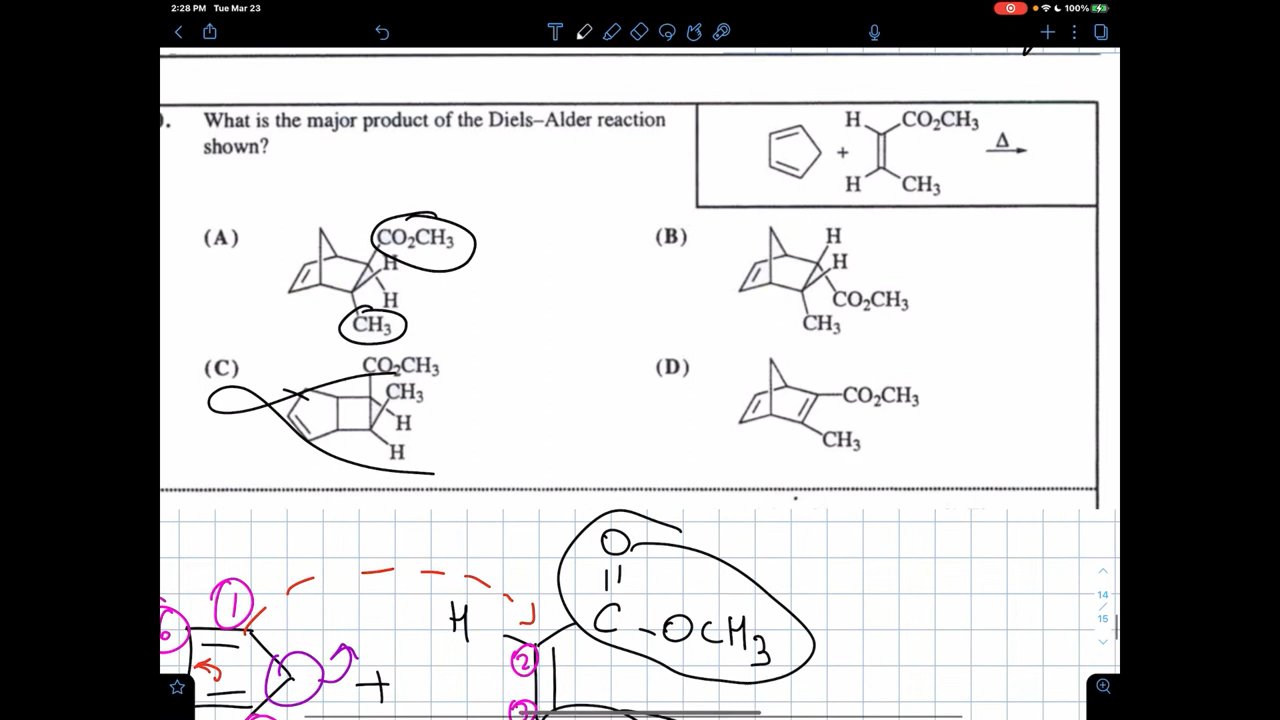 2:28 PM Tue Mar 23
100%
What is the major product of the Diels–Alder reaction
shown?
H CO₂CH₃
+
Δ
H CH₃
(A)
CO₂CH₃
H
H
CH₃
(B)
H
H
CO₂CH₃
CH₃
(C)
CO₂CH₃
CH₃
H
H
(D)
CO₂CH₃
CH₃
O
C - OCH₃
H
1
2
3
+
14
/
15